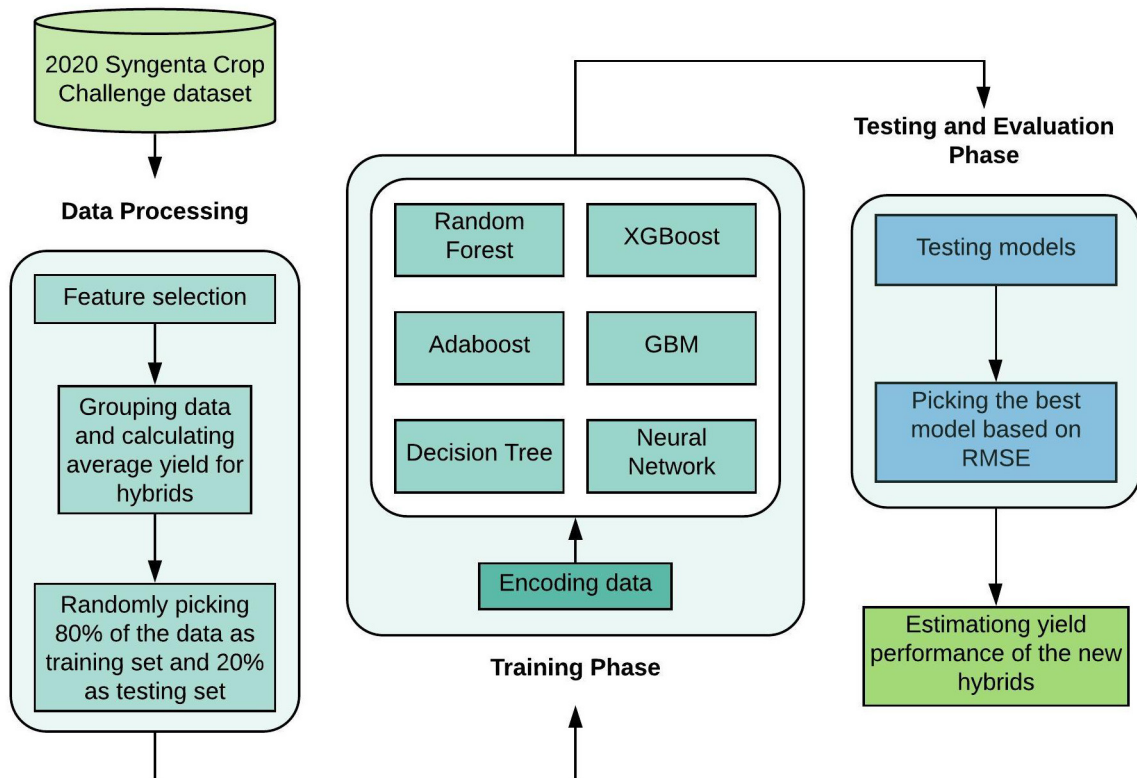 2020 Syngenta Crop
Challenge dataset
Data Processing
Feature selection
Grouping data
and calculating
average yield for
hybrids
Randomly picking
80% of the data as
training set and 20%
as testing set
Random
Forest
XGBoost
Adaboost
GBM
Decision Tree
Neural
Network
Encoding data
Training Phase
Testing and Evaluation
Phase
Testing models
Picking the best
model based on
RMSE
Estimationg yield
performance of the new
hybrids